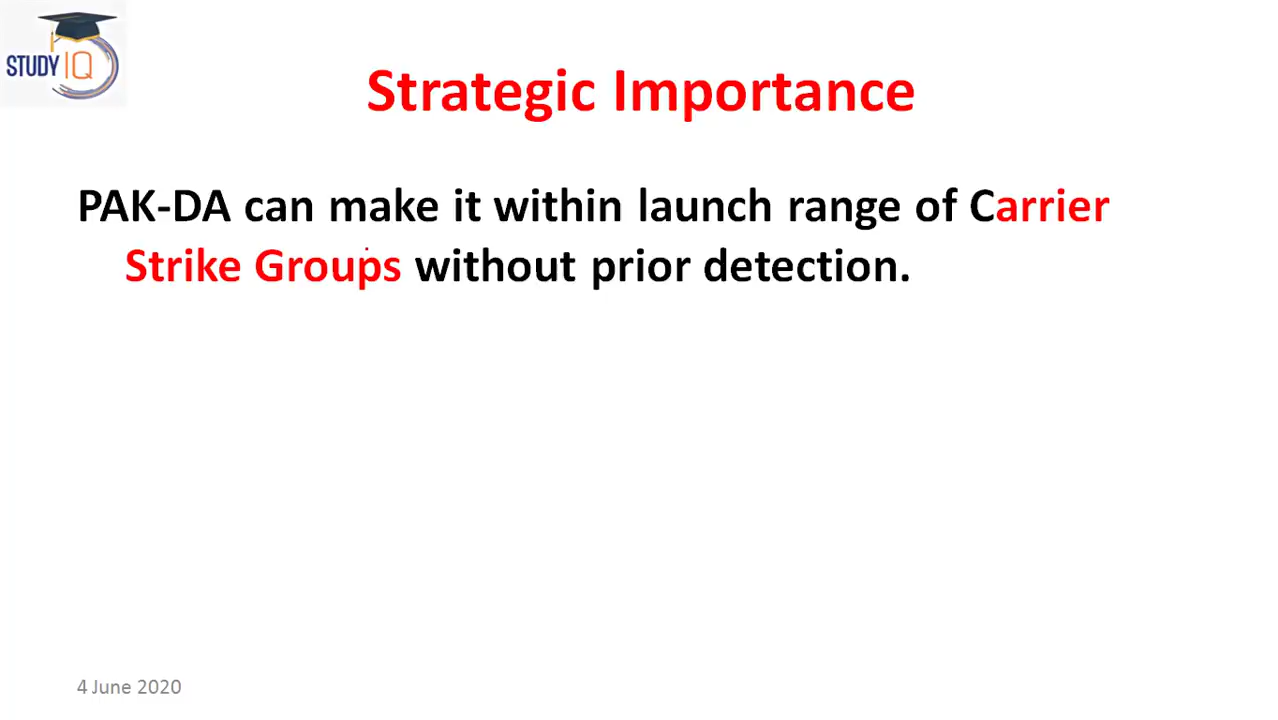 STUDY IQ
Strategic Importance
PAK-DA can make it within launch range of Carrier
Strike Groups without prior detection.
4 June 2020